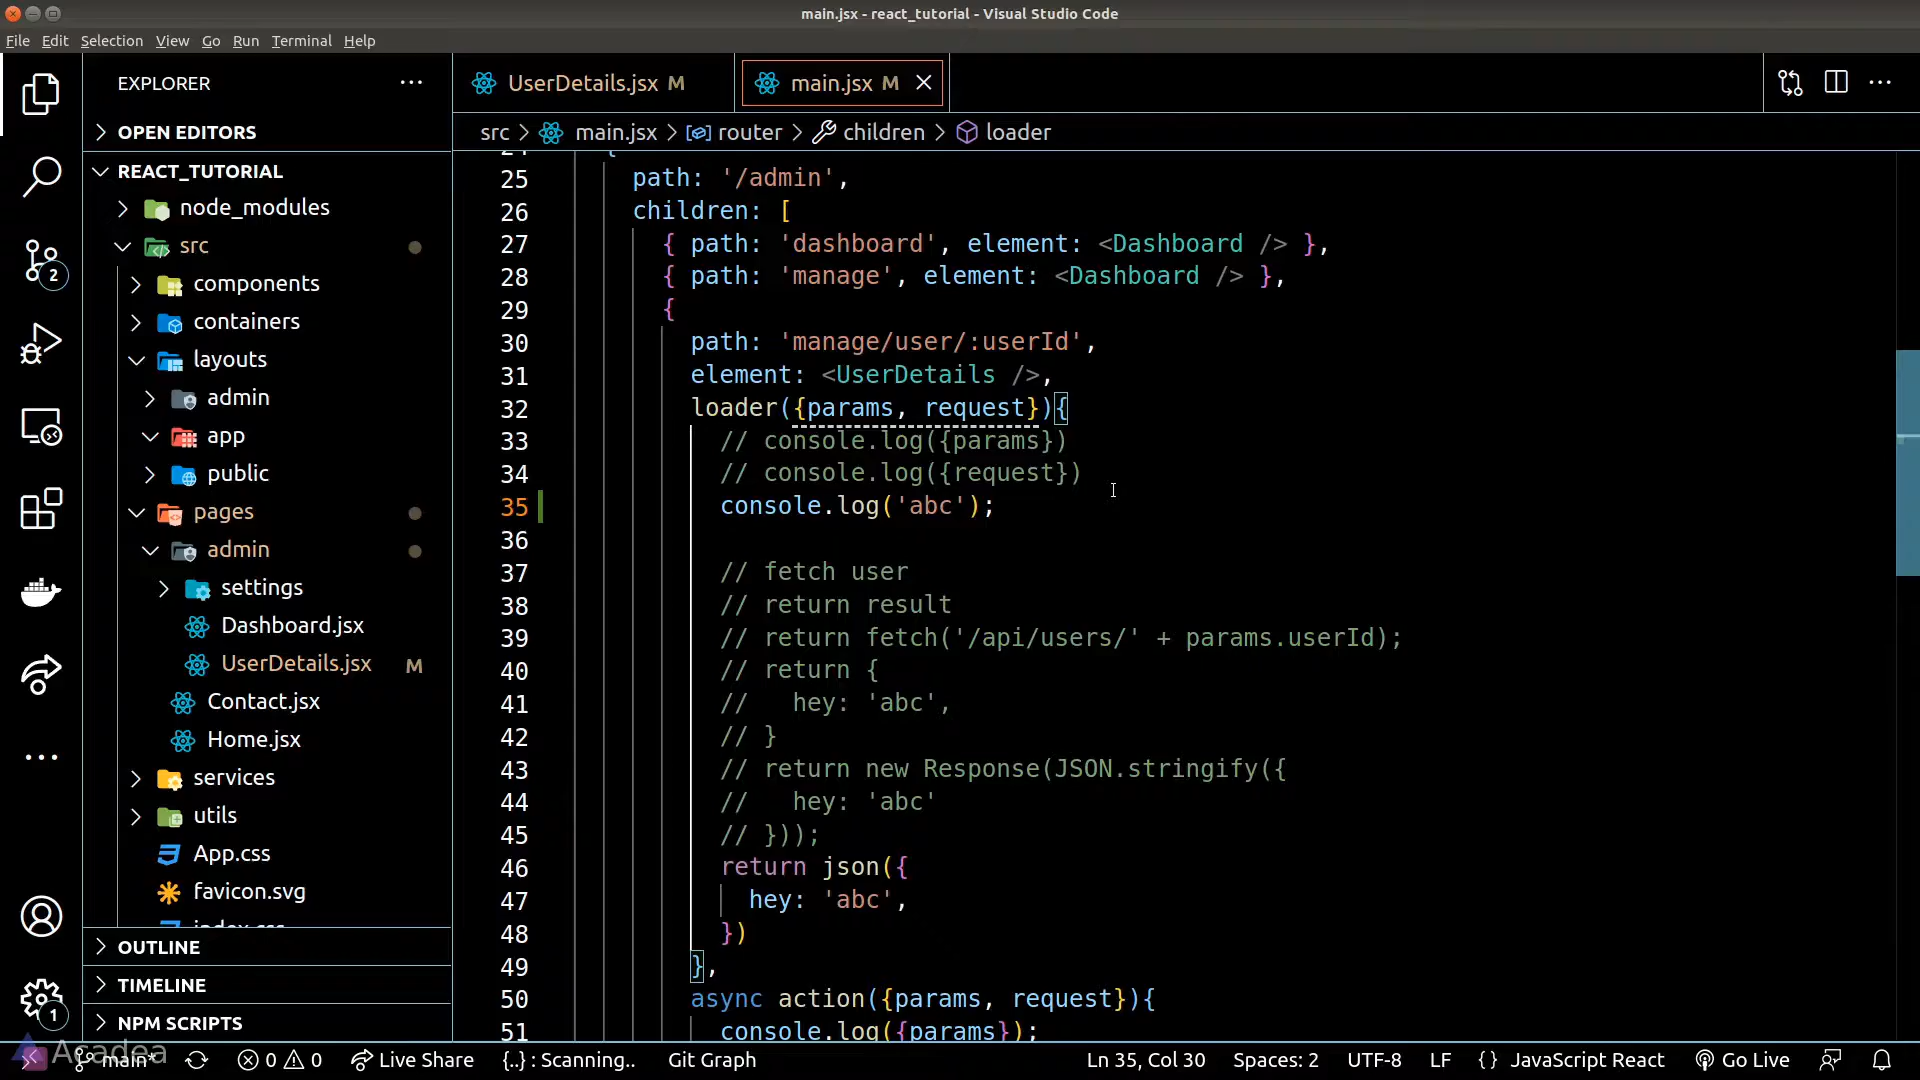 main.jsx - react_tutorial - Visual Studio Code
File Edit Selection View Go Run Terminal Help
EXPLORER
OPEN EDITORS
REACT_TUTORIAL
node_modules
src
components
containers
layouts
admin
app
public
pages
admin
settings
Dashboard.jsx
UserDetails.jsx M
Contact.jsx
Home.jsx
services
utils
App.css
favicon.svg
index.css
OUTLINE
TIMELINE
NPM SCRIPTS
2
1
UserDetails.jsx M
main.jsx M
src > main.jsx > router > children > loader
24 {
25 path: '/admin',
26 children: [
27 { path: 'dashboard', element: <Dashboard /> },
28 { path: 'manage', element: <Dashboard /> },
29 {
30 path: 'manage/user/:userId',
31 element: <UserDetails />,
32 loader({params, request}){
33 // console.log({params})
34 // console.log({request})
35 console.log('abc');
36
37 // fetch user
38 // return result
39 // return fetch('/api/users/' + params.userId);
40 // return {
41 // hey: 'abc',
42 // }
43 // return new Response(JSON.stringify({
44 // hey: 'abc'
45 // }));
46 return json({
47 hey: 'abc',
48 })
49 },
50 async action({params, request}){
51 console.log({params});
Acadea
main* 0 0 Live Share {..} : Scanning.. Git Graph Ln 35, Col 30 Spaces: 2 UTF-8 LF { } JavaScript React Go Live